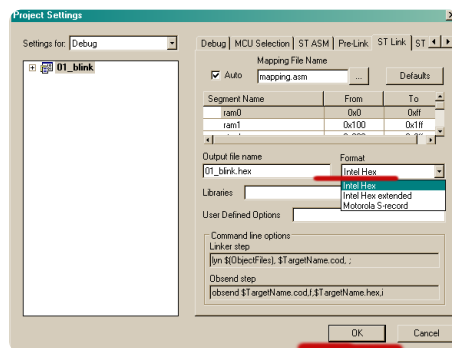 Project Settings
Settings for: Debug
01_blink
Debug MCU Selection ST ASM Pre-Link ST Link ST
Mapping File Name
Auto mapping.asm ... Defaults
Segment Name From To
ram0 0x0 0xff
ram1 0x100 0x1ff
Output file name Format
01_blink.hex Intel Hex
Intel Hex
Intel Hex extended
Motorola S-record
Libraries
User Defined Options
Command line options
Linker step
lyn $(ObjectFiles), $TargetName.cod, ;
Obsend step
obsend $TargetName.cod,f,$TargetName.hex,i
OK Cancel